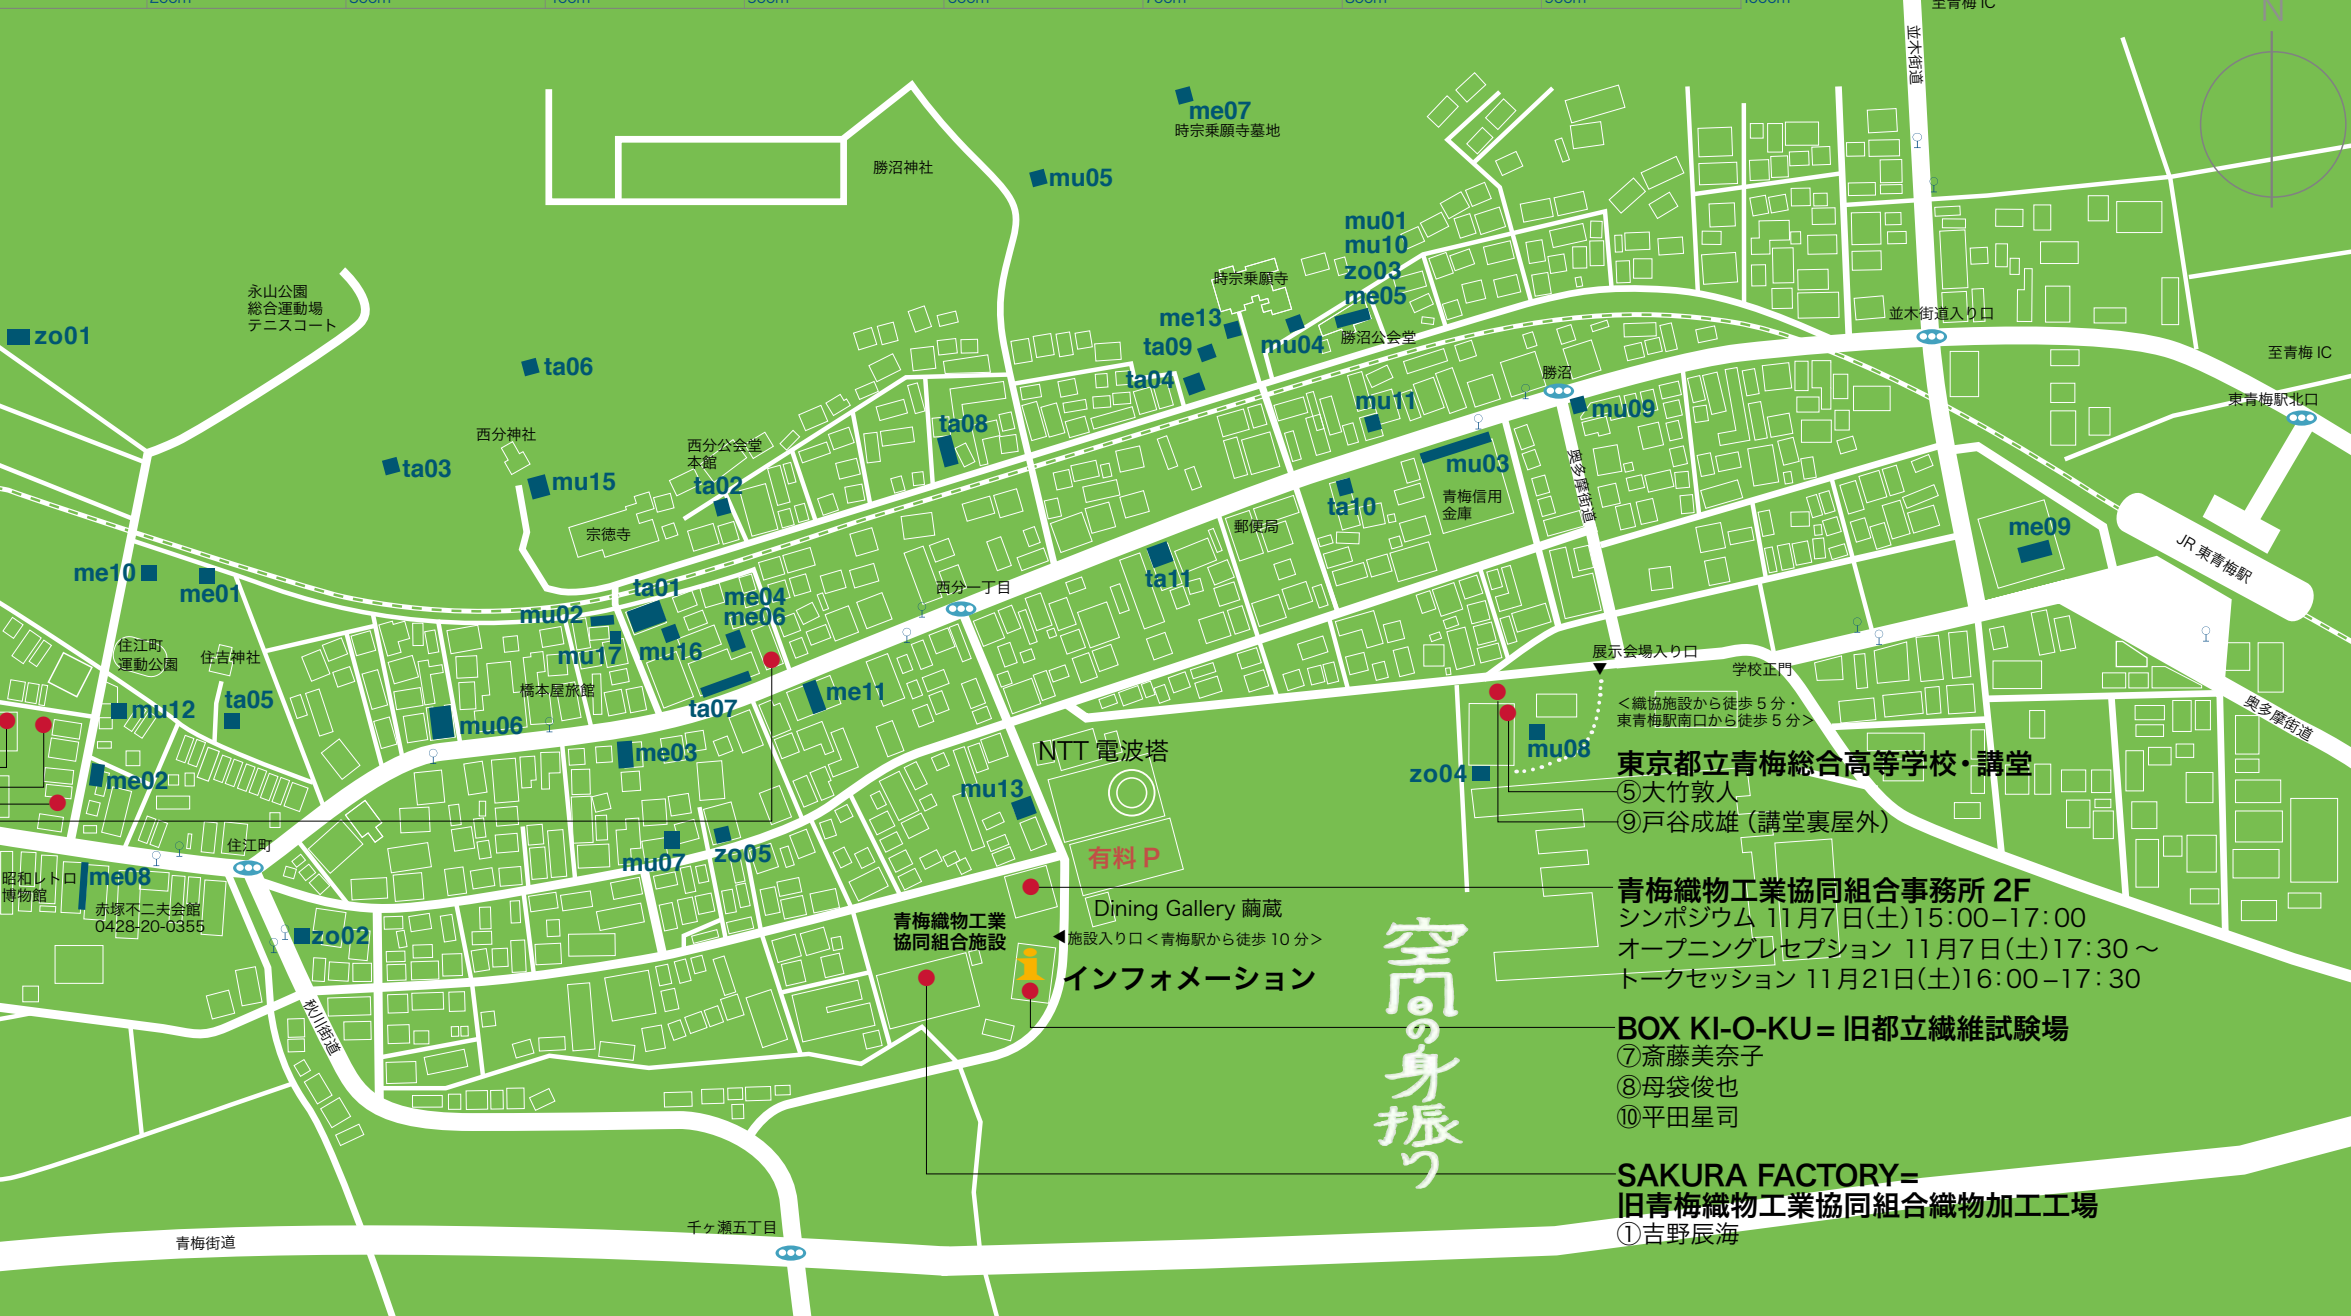 至青梅 IC
N
並木街道
me07
時宗乗願寺墓地
勝沼神社
mu05
mu01
mu10
zo03
me05
時宗乗願寺
永山公園
総合運動場
テニスコート
zo01
me13
ta09
mu04
勝沼公会堂
並木街道入り口
至青梅 IC
ta06
ta04
勝沼
東青梅駅北口
mu11
mu09
西分神社
ta03
mu15
西分公会堂
本館
ta02
ta08
mu03
奥多摩街道
青梅信用
金庫
ta10
郵便局
宗徳寺
me09
JR 東青梅駅
me10
me01
mu02
ta01
me04
me06
西分一丁目
ta11
住江町
運動公園
住吉神社
mu17
mu16
展示会場入り口
学校正門
橋本屋旅館
ta07
me11
mu12
ta05
mu06
me03
NTT 電波塔
mu08
zo04
奥多摩街道
＜織協施設から徒歩 5 分・
東青梅駅南口から徒歩 5 分＞
東京都立青梅総合高等学校・講堂
⑤大竹敦人
⑨戸谷成雄（講堂裏屋外）
me02
mu13
住江町
mu07
zo05
有料 P
昭和レトロ
博物館
me08
赤塚不二夫会館
0428-20-0355
zo02
秋川街道
青梅織物工業
協同組合施設
Dining Gallery 繭蔵
◀施設入り口＜青梅駅から徒歩 10 分＞
i
インフォメーション
空間の身振り
青梅織物工業協同組合事務所 2F
シンポジウム 11月7日(土)15：00−17：00
オープニングレセプション 11月7日(土)17：30 〜
トークセッション 11月21日(土)16：00−17：30
BOX KI-O-KU= 旧都立繊維試験場
⑦斎藤美奈子
⑧母袋俊也
⑩平田星司
SAKURA FACTORY=
旧青梅織物工業協同組合織物加工工場
①吉野辰海
千ヶ瀬五丁目
青梅街道